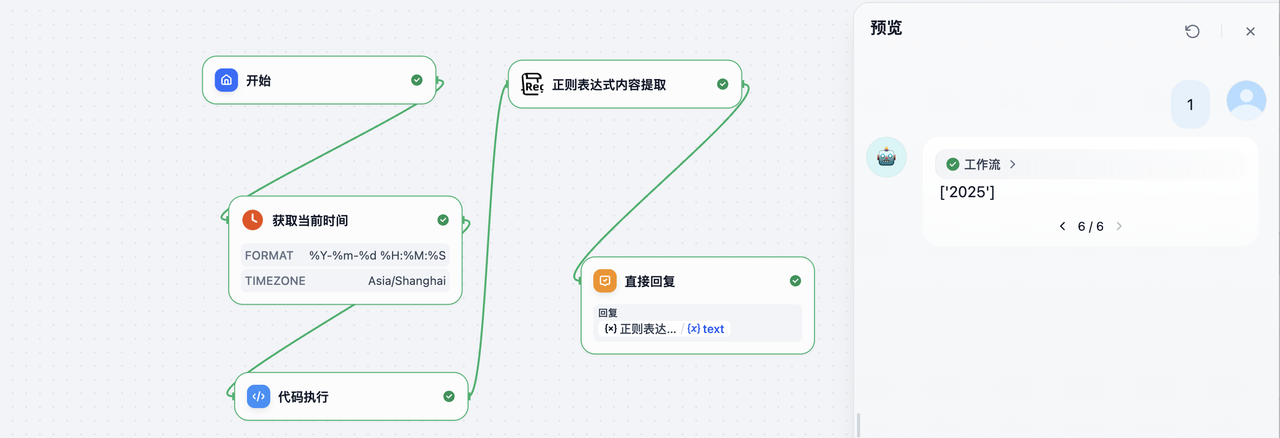 开始
获取当前时间
FORMAT %Y-%m-%d %H:%M:%S
TIMEZONE Asia/Shanghai
代码执行
Reg
正则表达式内容提取
直接回复
回复
{x} 正则表达... / {x} text
预览
1
工作流
['2025']
6 / 6